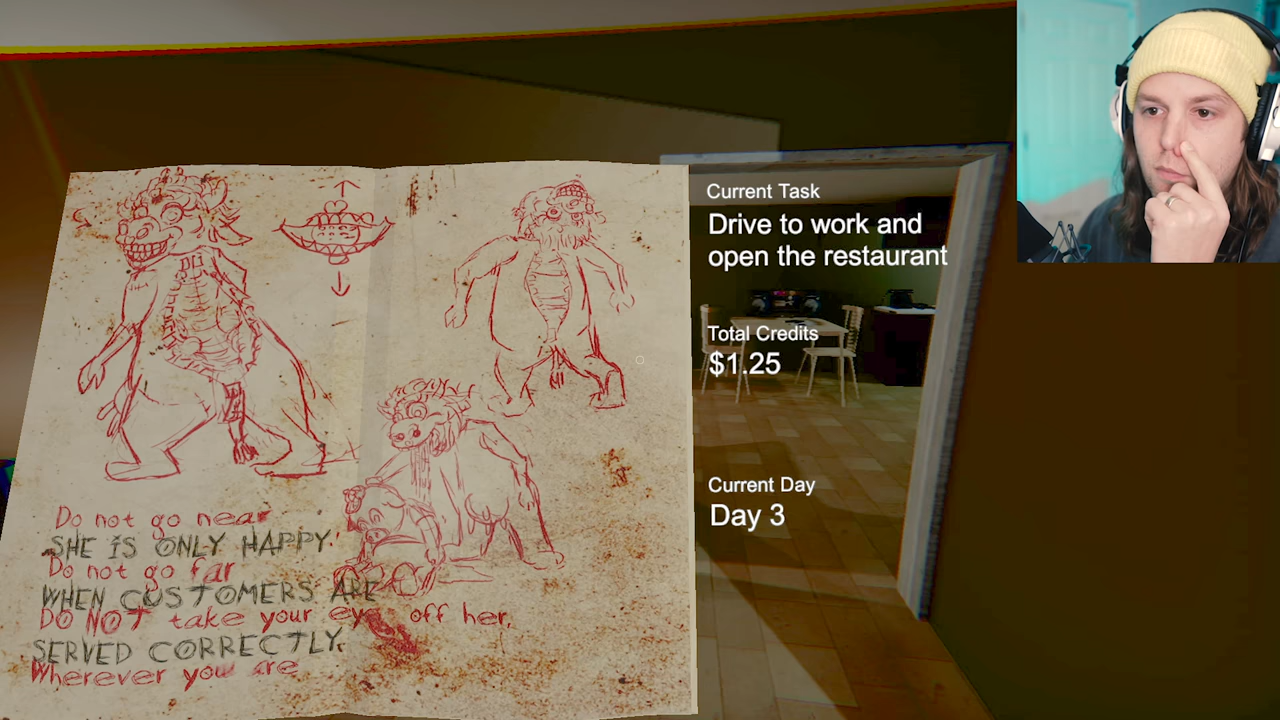 Do not go near
SHE IS ONLY HAPPY
Do not go far
WHEN CUSTOMERS ARE
DO NOT take your eye off her,
SERVED CORRECTLY.
Wherever you are
Current Task
Drive to work and
open the restaurant
Total Credits
$1.25
Current Day
Day 3